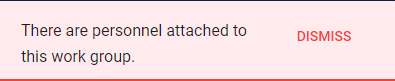 There are personnel attached to
this work group.
DISMISS